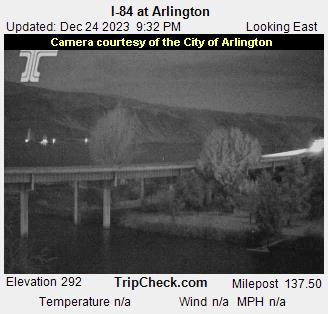 I-84 at Arlington
Updated: Dec 24 2023 9:32 PM Looking East
Camera courtesy of the City of Arlington
Elevation 292 TripCheck.com Milepost 137.50
Temperature n/a Wind n/a MPH n/a